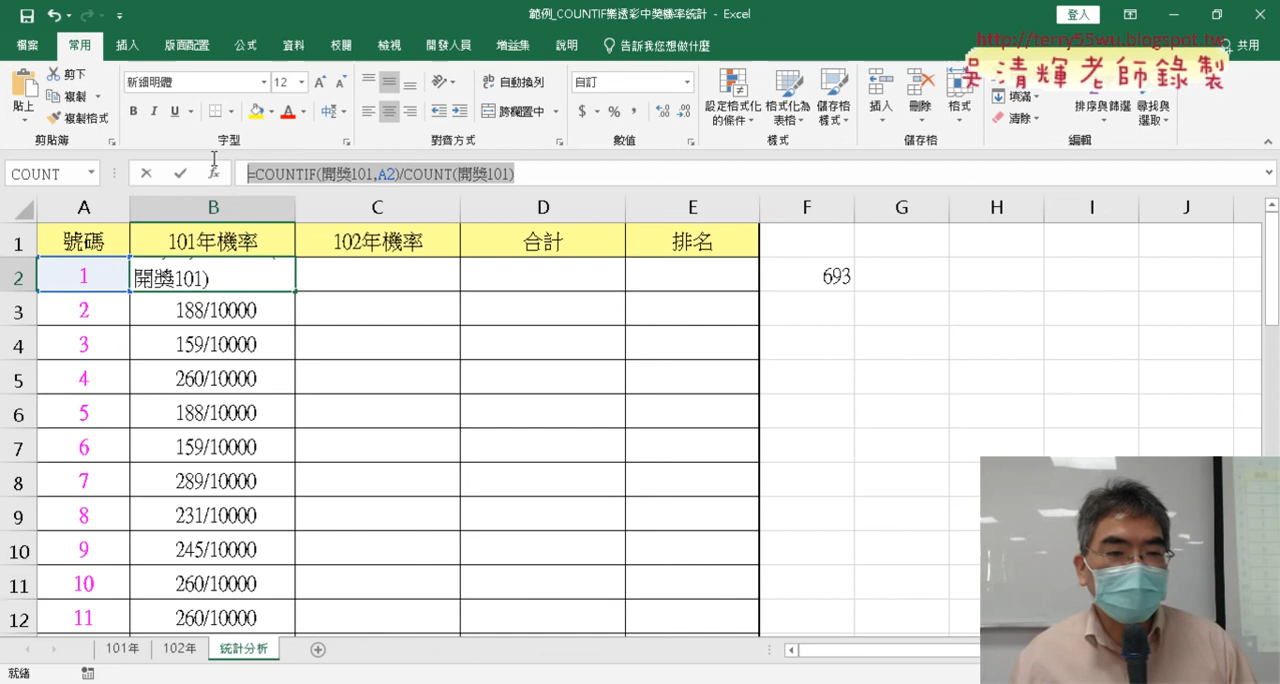 範例_COUNTIF樂透彩中獎機率統計 - Excel
登入
檔案 常用 插入 版面配置 公式 資料 校閱 檢視 開發人員 增益集 說明 告訴我您想做什麼 共用
http://terry55wu.blogspot.tw
吳清輝老師錄製
貼上 剪下 複製 複製格式 剪貼簿
新細明體 12 B I U 字型
自動換列 跨欄置中 對齊方式
自訂 $ % 數值
設定格式化的條件 格式化為表格 儲存格樣式 樣式
插入 刪除 格式 儲存格
填滿 清除 排序與篩選 尋找與選取 編輯
COUNT =COUNTIF(開獎101,A2)/COUNT(開獎101)
A B C D E F G H I J
1 號碼 101年機率 102年機率 合計 排名
2 1 開獎101) 693
3 2 188/10000
4 3 159/10000
5 4 260/10000
6 5 188/10000
7 6 159/10000
8 7 289/10000
9 8 231/10000
10 9 245/10000
11 10 260/10000
12 11 260/10000
101年 102年 統計分析
就緒